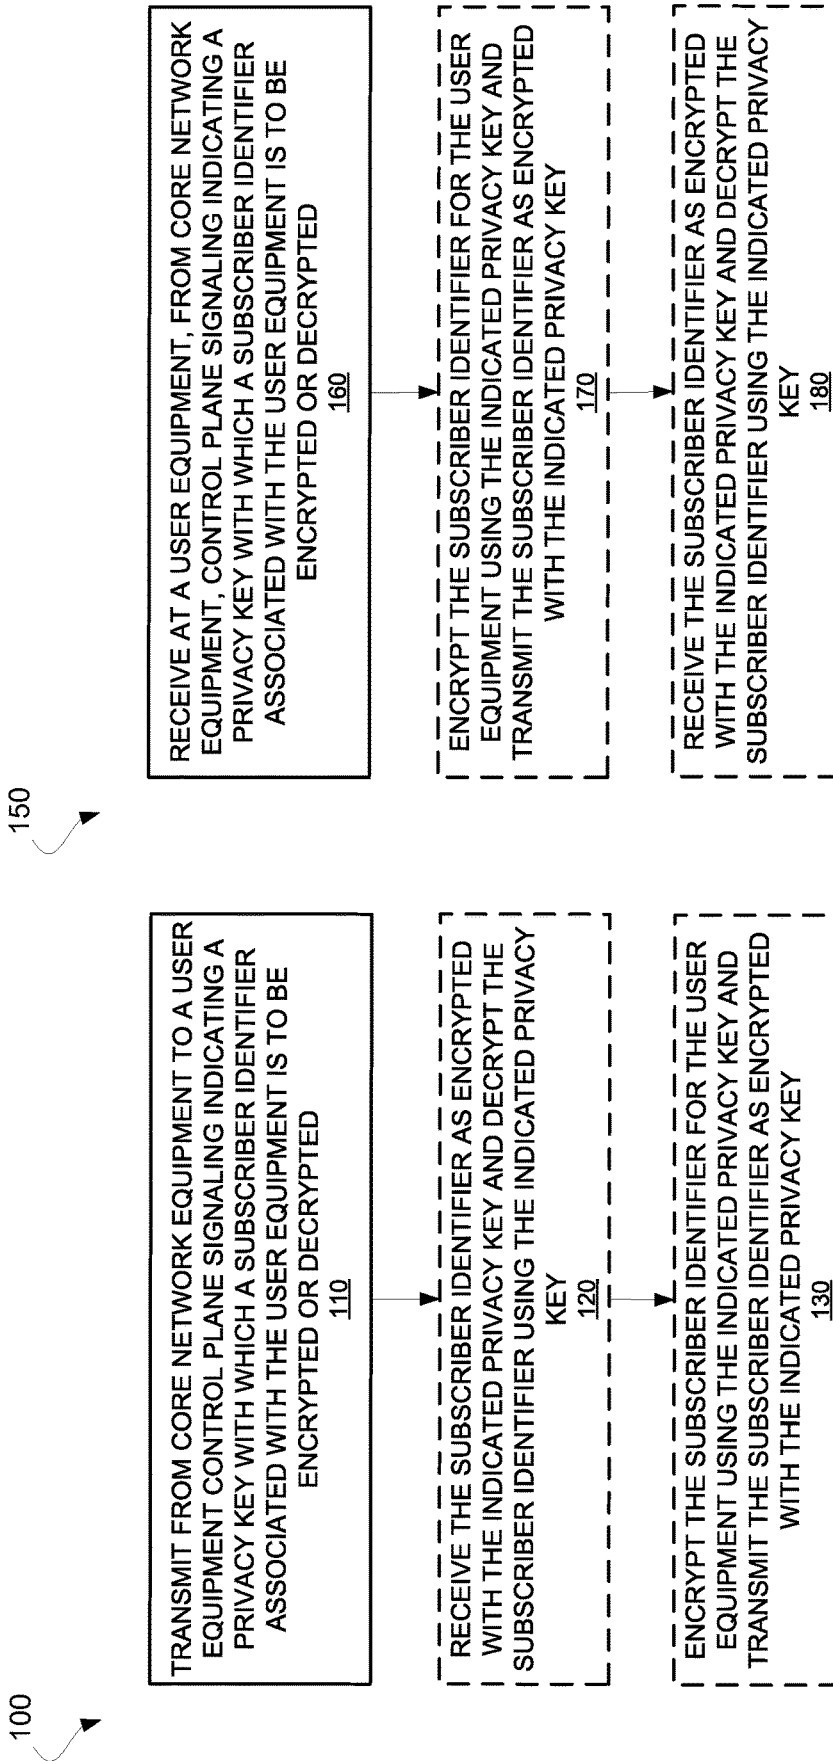 100
TRANSMIT FROM CORE NETWORK EQUIPMENT TO A USER
EQUIPMENT CONTROL PLANE SIGNALING INDICATING A
PRIVACY KEY WITH WHICH A SUBSCRIBER IDENTIFIER
ASSOCIATED WITH THE USER EQUIPMENT IS TO BE
ENCRYPTED OR DECRYPTED
110
RECEIVE THE SUBSCRIBER IDENTIFIER AS ENCRYPTED
WITH THE INDICATED PRIVACY KEY AND DECRYPT THE
SUBSCRIBER IDENTIFIER USING THE INDICATED PRIVACY
KEY
120
ENCRYPT THE SUBSCRIBER IDENTIFIER FOR THE USER
EQUIPMENT USING THE INDICATED PRIVACY KEY AND
TRANSMIT THE SUBSCRIBER IDENTIFIER AS ENCRYPTED
WITH THE INDICATED PRIVACY KEY
130
150
RECEIVE AT A USER EQUIPMENT, FROM CORE NETWORK
EQUIPMENT, CONTROL PLANE SIGNALING INDICATING A
PRIVACY KEY WITH WHICH A SUBSCRIBER IDENTIFIER
ASSOCIATED WITH THE USER EQUIPMENT IS TO BE
ENCRYPTED OR DECRYPTED
160
ENCRYPT THE SUBSCRIBER IDENTIFIER FOR THE USER
EQUIPMENT USING THE INDICATED PRIVACY KEY AND
TRANSMIT THE SUBSCRIBER IDENTIFIER AS ENCRYPTED
WITH THE INDICATED PRIVACY KEY
170
RECEIVE THE SUBSCRIBER IDENTIFIER AS ENCRYPTED
WITH THE INDICATED PRIVACY KEY AND DECRYPT THE
SUBSCRIBER IDENTIFIER USING THE INDICATED PRIVACY
KEY
180